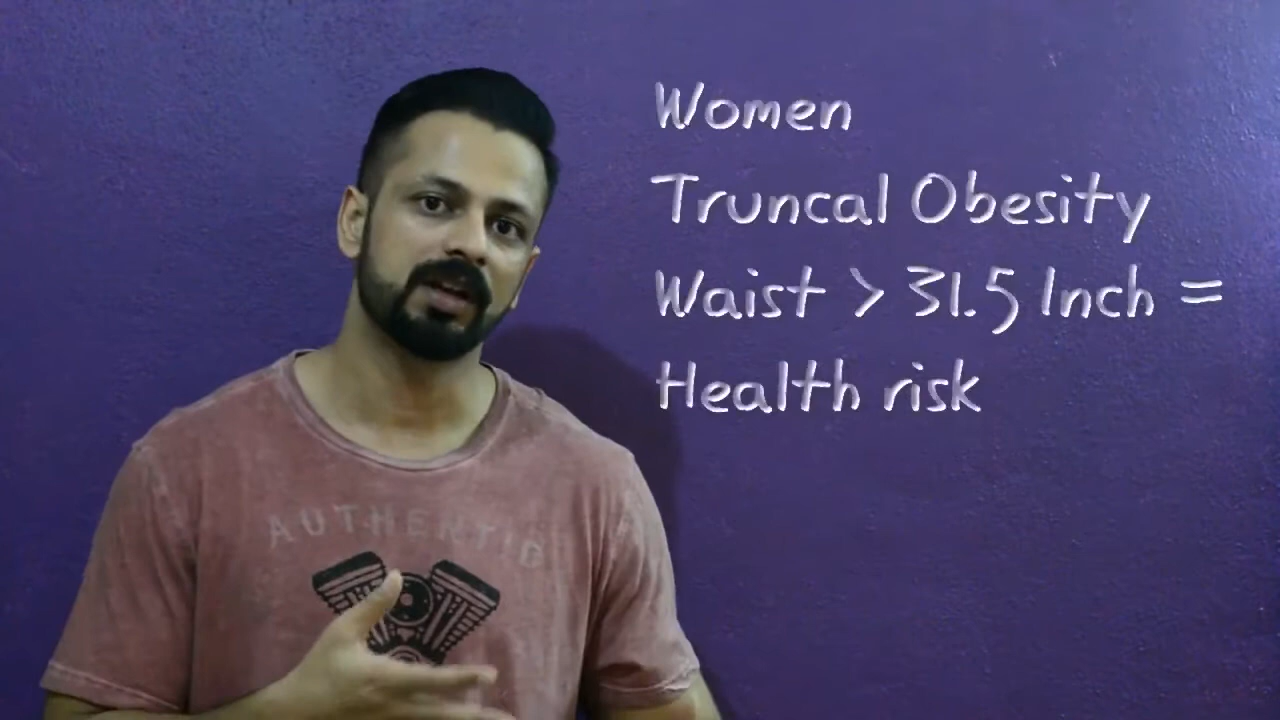 Women
Truncal Obesity
Waist > 31.5 Inch =
Health risk
AUTHENTIC